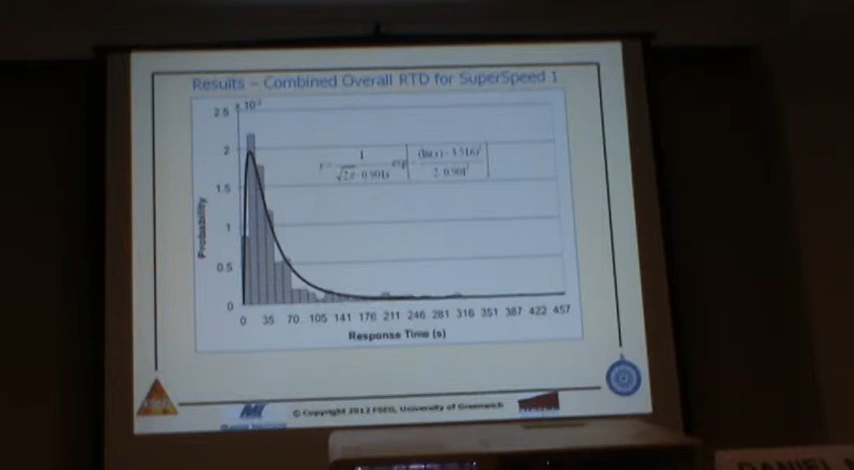 Results – Combined Overall RTD for SuperSpeed 1
2.5
2
1.5
1
0.5
0
Probability
0 35 70 105 141 176 211 246 281 316 351 387 422 457
Response Time (s)
© Copyright 2012 FSEG, University of Greenwich